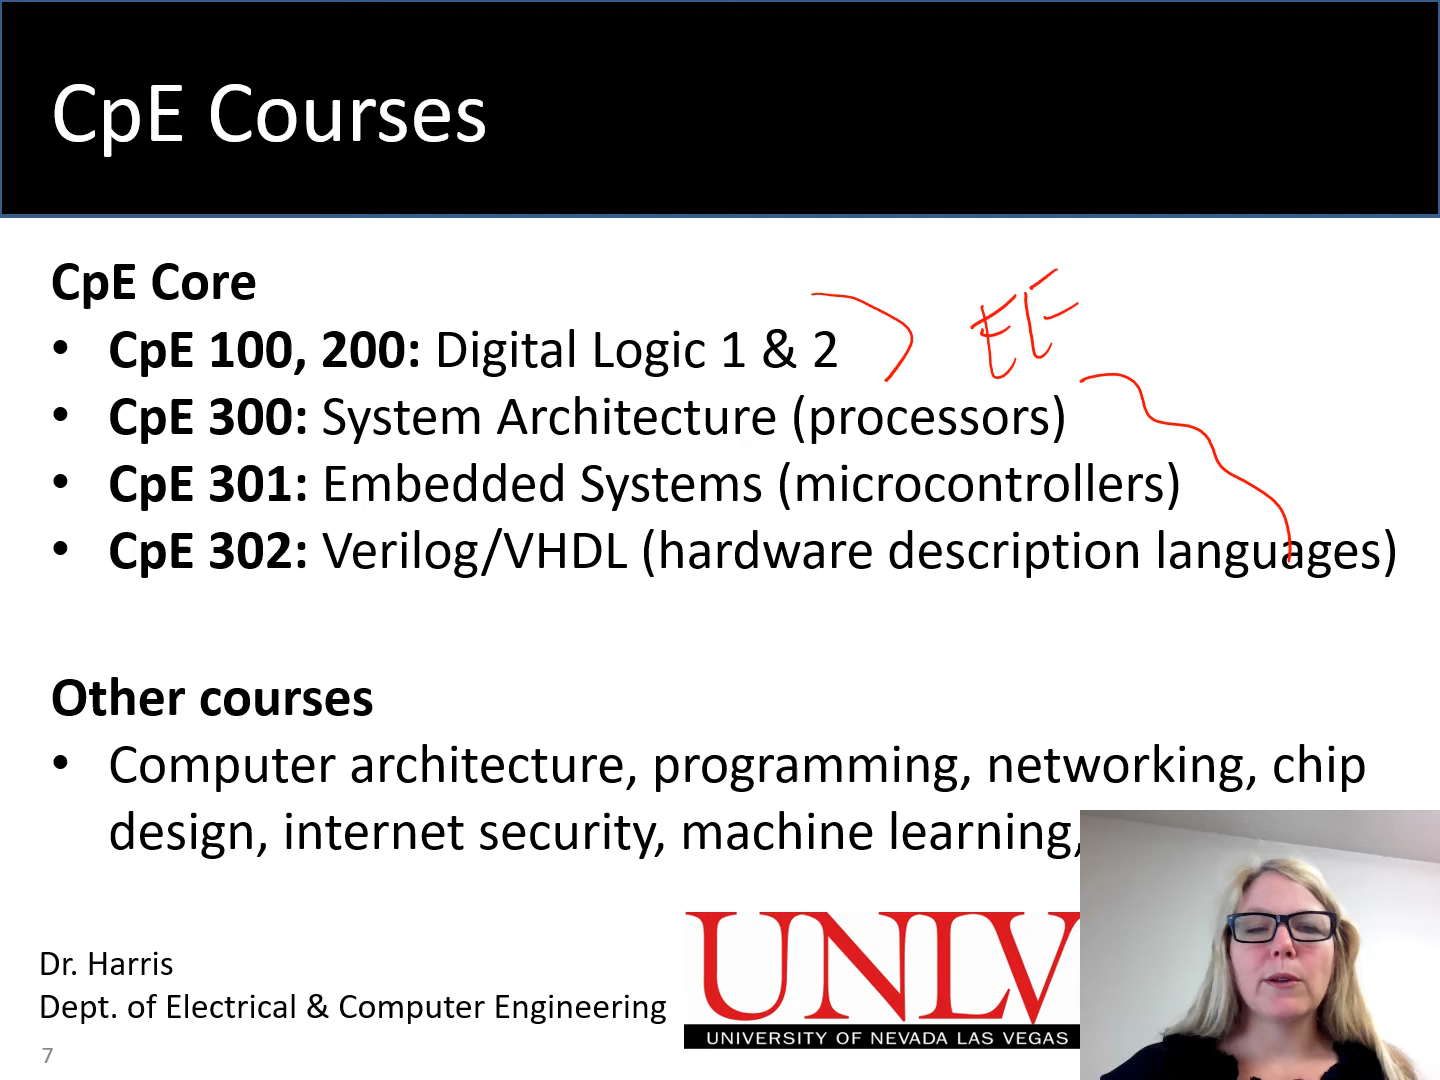 CpE Courses
CpE Core
• CpE 100, 200: Digital Logic 1 & 2
EE
• CpE 300: System Architecture (processors)
• CpE 301: Embedded Systems (microcontrollers)
• CpE 302: Verilog/VHDL (hardware description languages)
Other courses
• Computer architecture, programming, networking, chip
design, internet security, machine learning,
Dr. Harris
Dept. of Electrical & Computer Engineering
UNLV
UNIVERSITY OF NEVADA LAS VEGAS
7